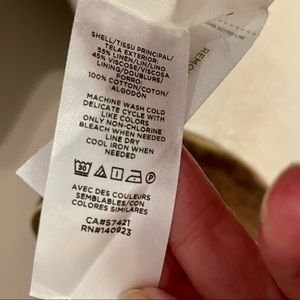 SHELL/TISSU PRINCIPAL/
TELA EXTERIOR:
55% LINEN/LIN/LINO
45% VISCOSE/VISCOSA
LINING/DOUBLURE/
FORRO:
100% COTTON/COTON/
ALGODÓN
MACHINE WASH COLD
DELICATE CYCLE WITH
LIKE COLORS
ONLY NON-CHLORINE
BLEACH WHEN NEEDED
LINE DRY
COOL IRON WHEN
NEEDED
30
P
AVEC DES COULEURS
SEMBLABLES/CON
COLORES SIMILARES
CA#57421
RN#140923
REMO